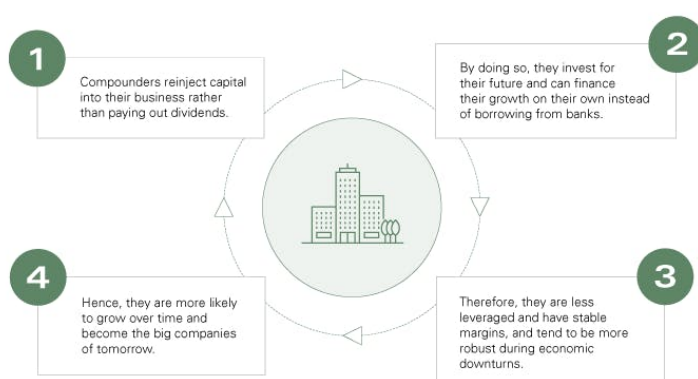 1
Compounders reinject capital
into their business rather
than paying out dividends.
2
By doing so, they invest for
their future and can finance
their growth on their own instead
of borrowing from banks.
3
Therefore, they are less
leveraged and have stable
margins, and tend to be more
robust during economic
downturns.
4
Hence, they are more likely
to grow over time and
become the big companies
of tomorrow.